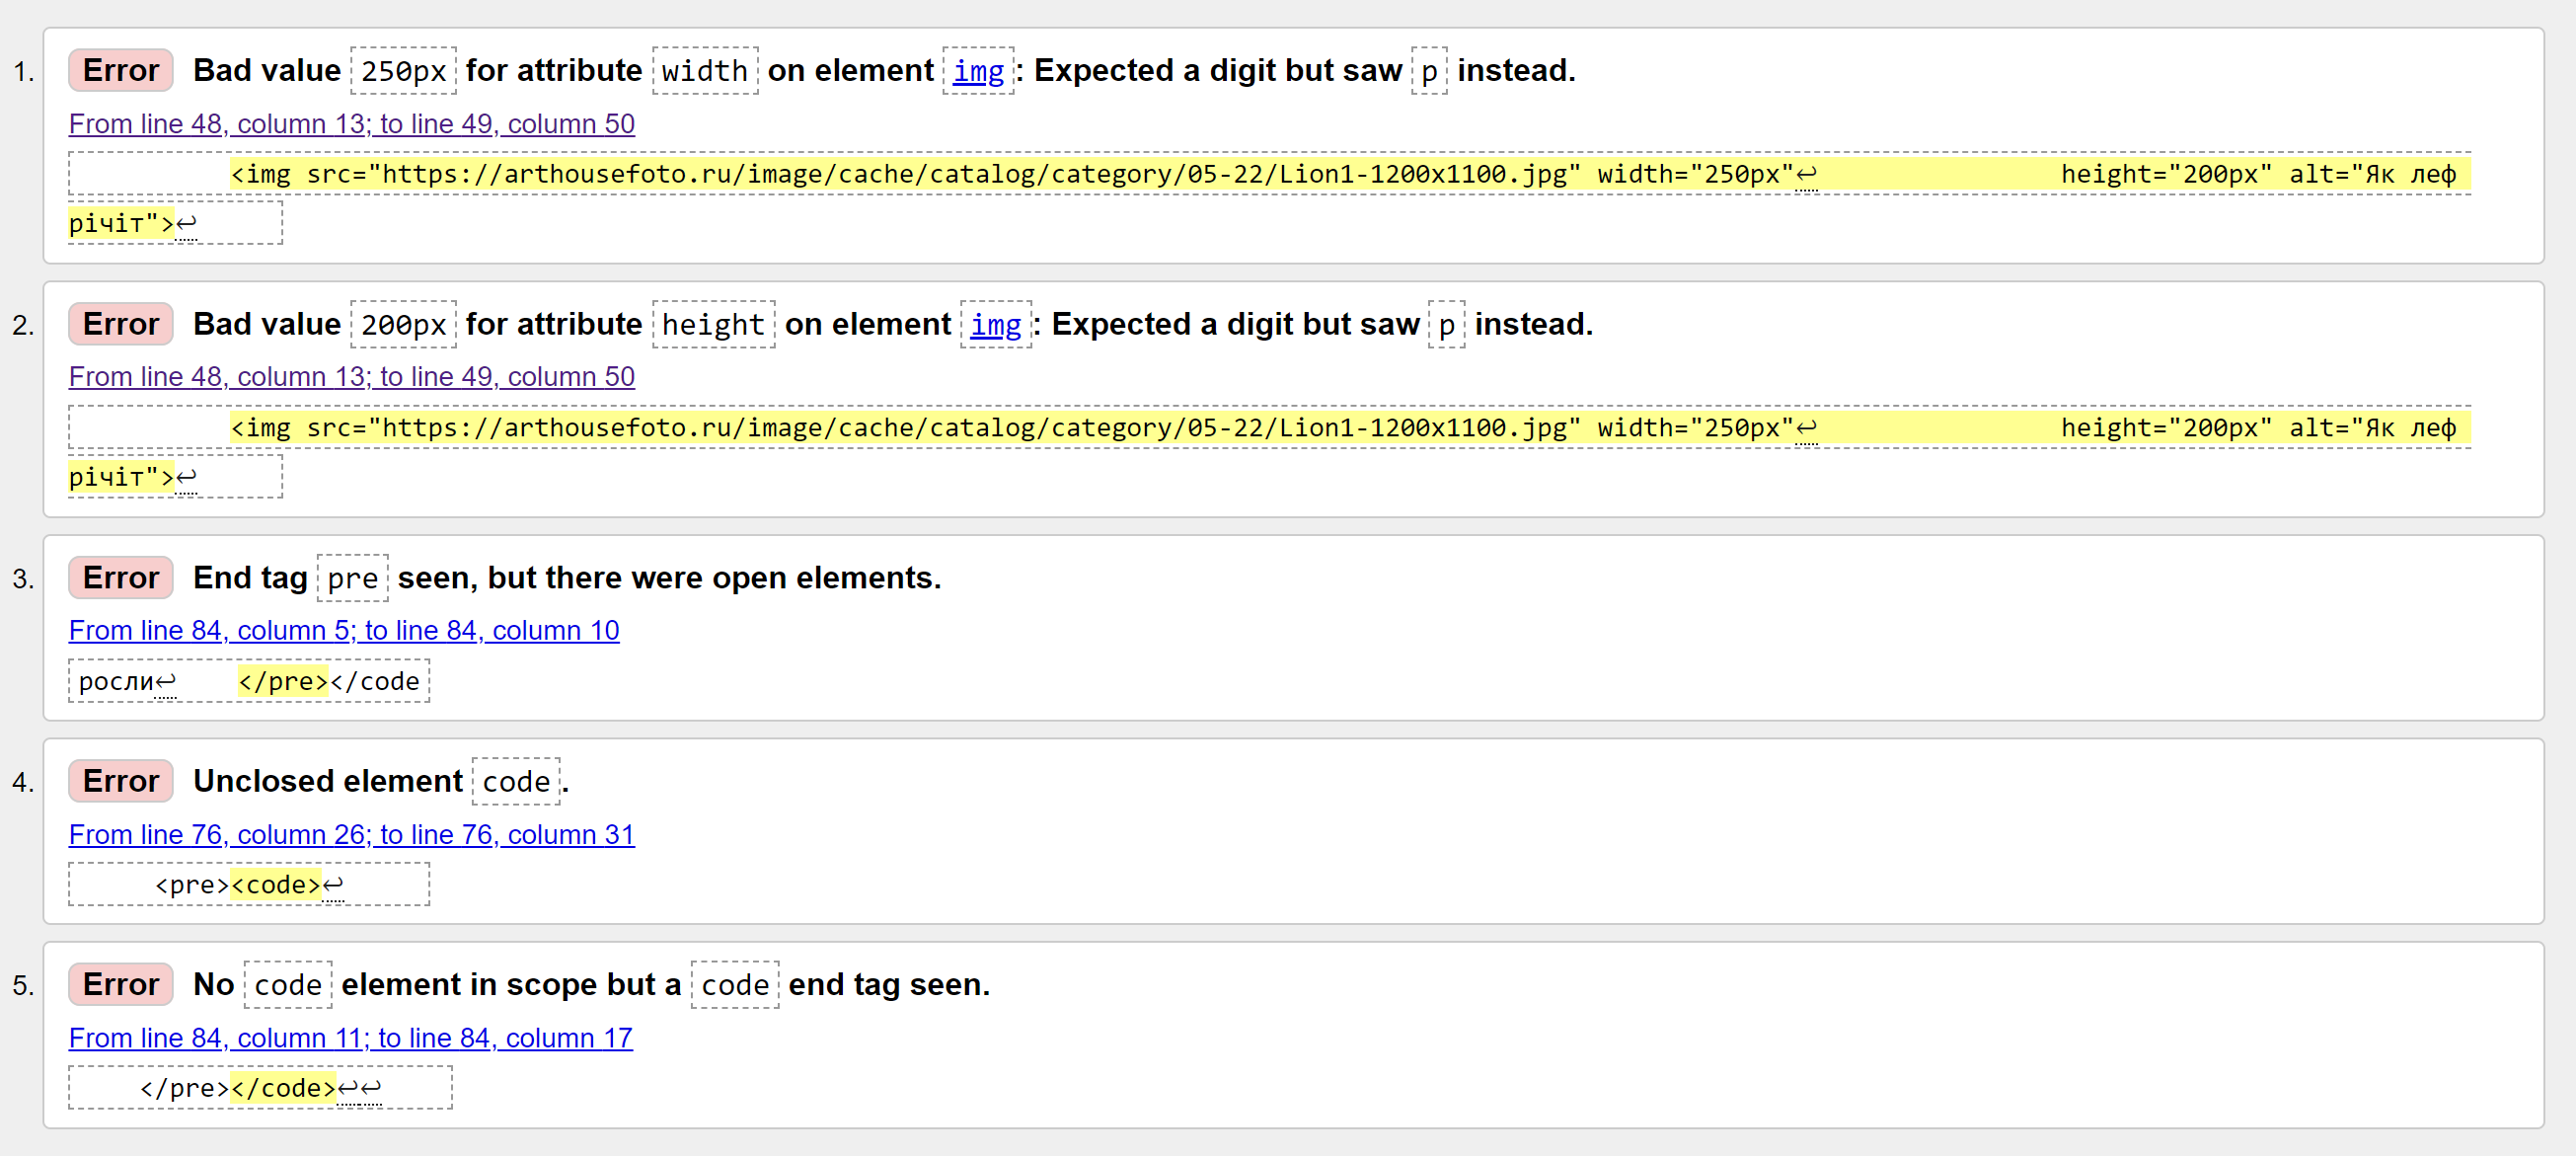 1. Error Bad value 250px for attribute width on element img: Expected a digit but saw p instead.
From line 48, column 13; to line 49, column 50
<img src="https://arthousefoto.ru/image/cache/catalog/category/05-22/Lion1-1200x1100.jpg" width="250px"↩ height="200px" alt="Як леф
річіт">↩
2. Error Bad value 200px for attribute height on element img: Expected a digit but saw p instead.
From line 48, column 13; to line 49, column 50
<img src="https://arthousefoto.ru/image/cache/catalog/category/05-22/Lion1-1200x1100.jpg" width="250px"↩ height="200px" alt="Як леф
річіт">↩
3. Error End tag pre seen, but there were open elements.
From line 84, column 5; to line 84, column 10
росли↩ </pre></code
4. Error Unclosed element code.
From line 76, column 26; to line 76, column 31
<pre><code>↩
5. Error No code element in scope but a code end tag seen.
From line 84, column 11; to line 84, column 17
</pre></code>↩↩